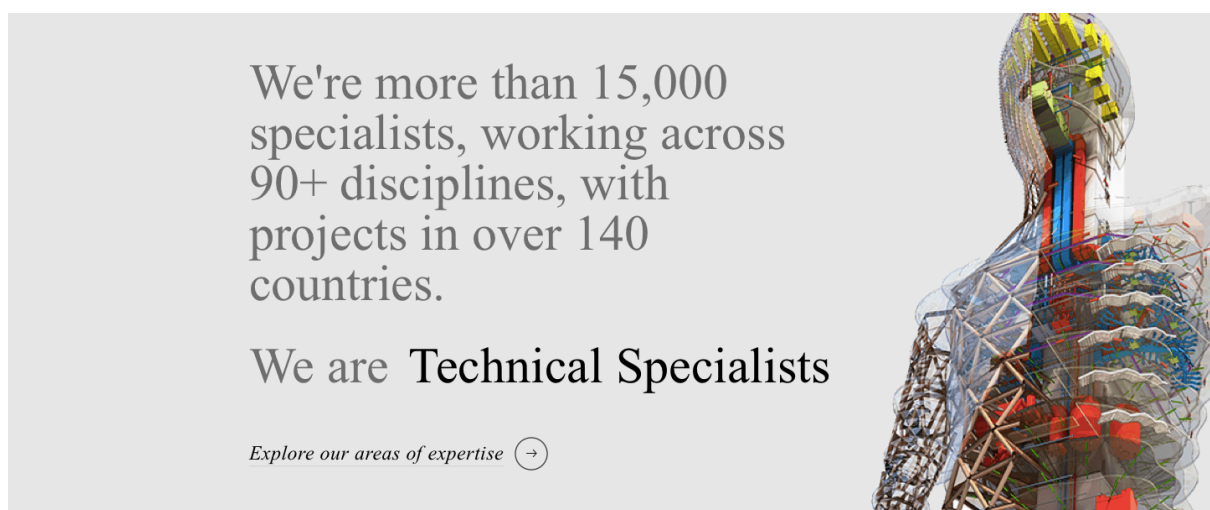 We're more than 15,000
specialists, working across
90+ disciplines, with
projects in over 140
countries.
We are Technical Specialists
Explore our areas of expertise